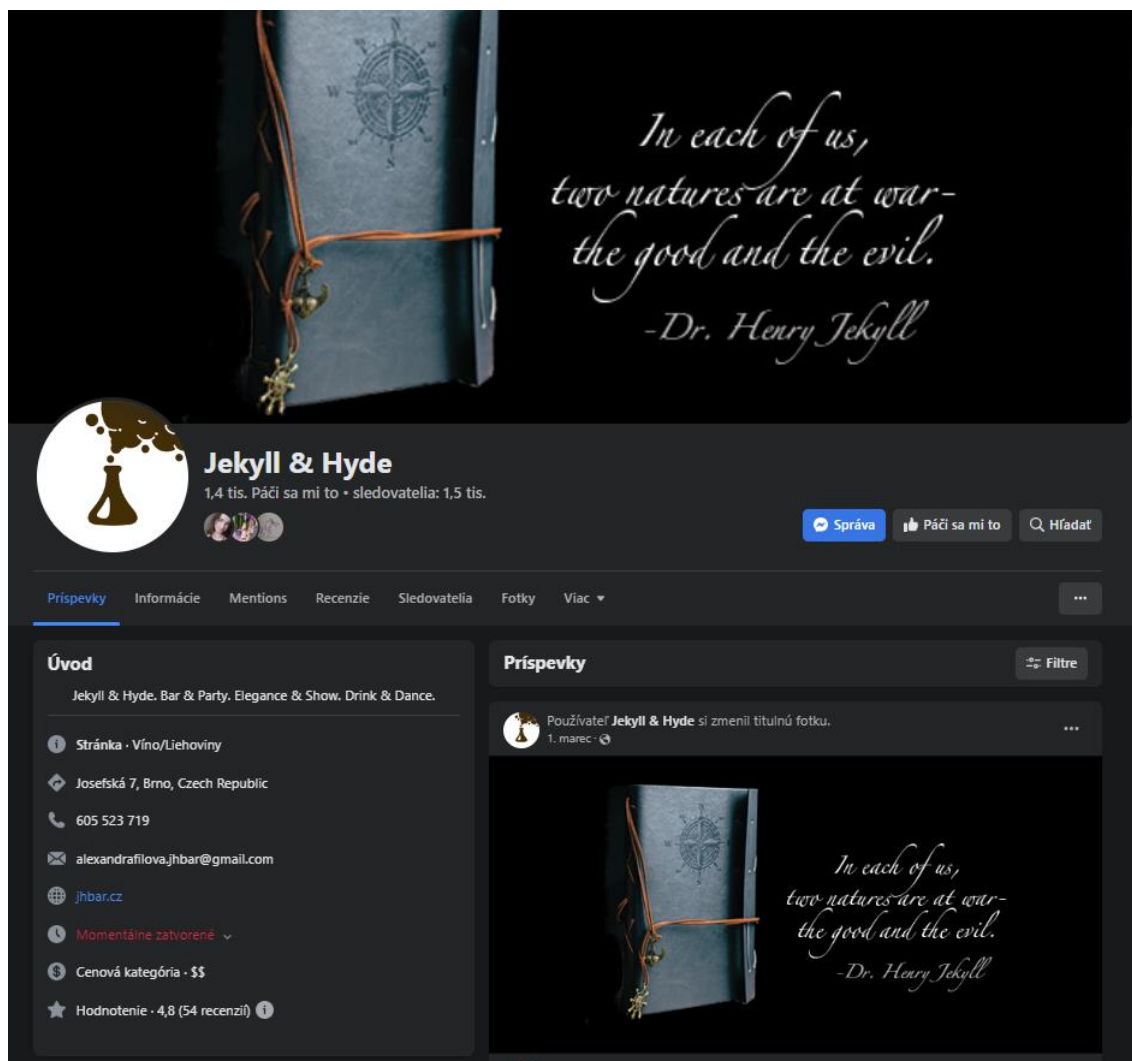 In each of us,
two natures are at war-
the good and the evil.
-Dr. Henry Jekyll
Jekyll & Hyde
1,4 tis. Páči sa mi to • sledovatelia: 1,5 tis.
Správa
Páči sa mi to
Hľadať
Príspevky
Informácie
Mentions
Recenzie
Sledovatelia
Fotky
Viac
Úvod
Jekyll & Hyde. Bar & Party. Elegance & Show. Drink & Dance.
Stránka · Víno/Liehoviny
Josefská 7, Brno, Czech Republic
605 523 719
alexandrafilova.jhbar@gmail.com
jhbar.cz
Momentálne zatvorené
Cenová kategória · $$
Hodnotenie · 4,8 (54 recenzií)
Príspevky
Filtre
Používateľ Jekyll & Hyde si zmenil titulnú fotku.
1. marec ·
In each of us,
two natures are at war-
the good and the evil.
-Dr. Henry Jekyll